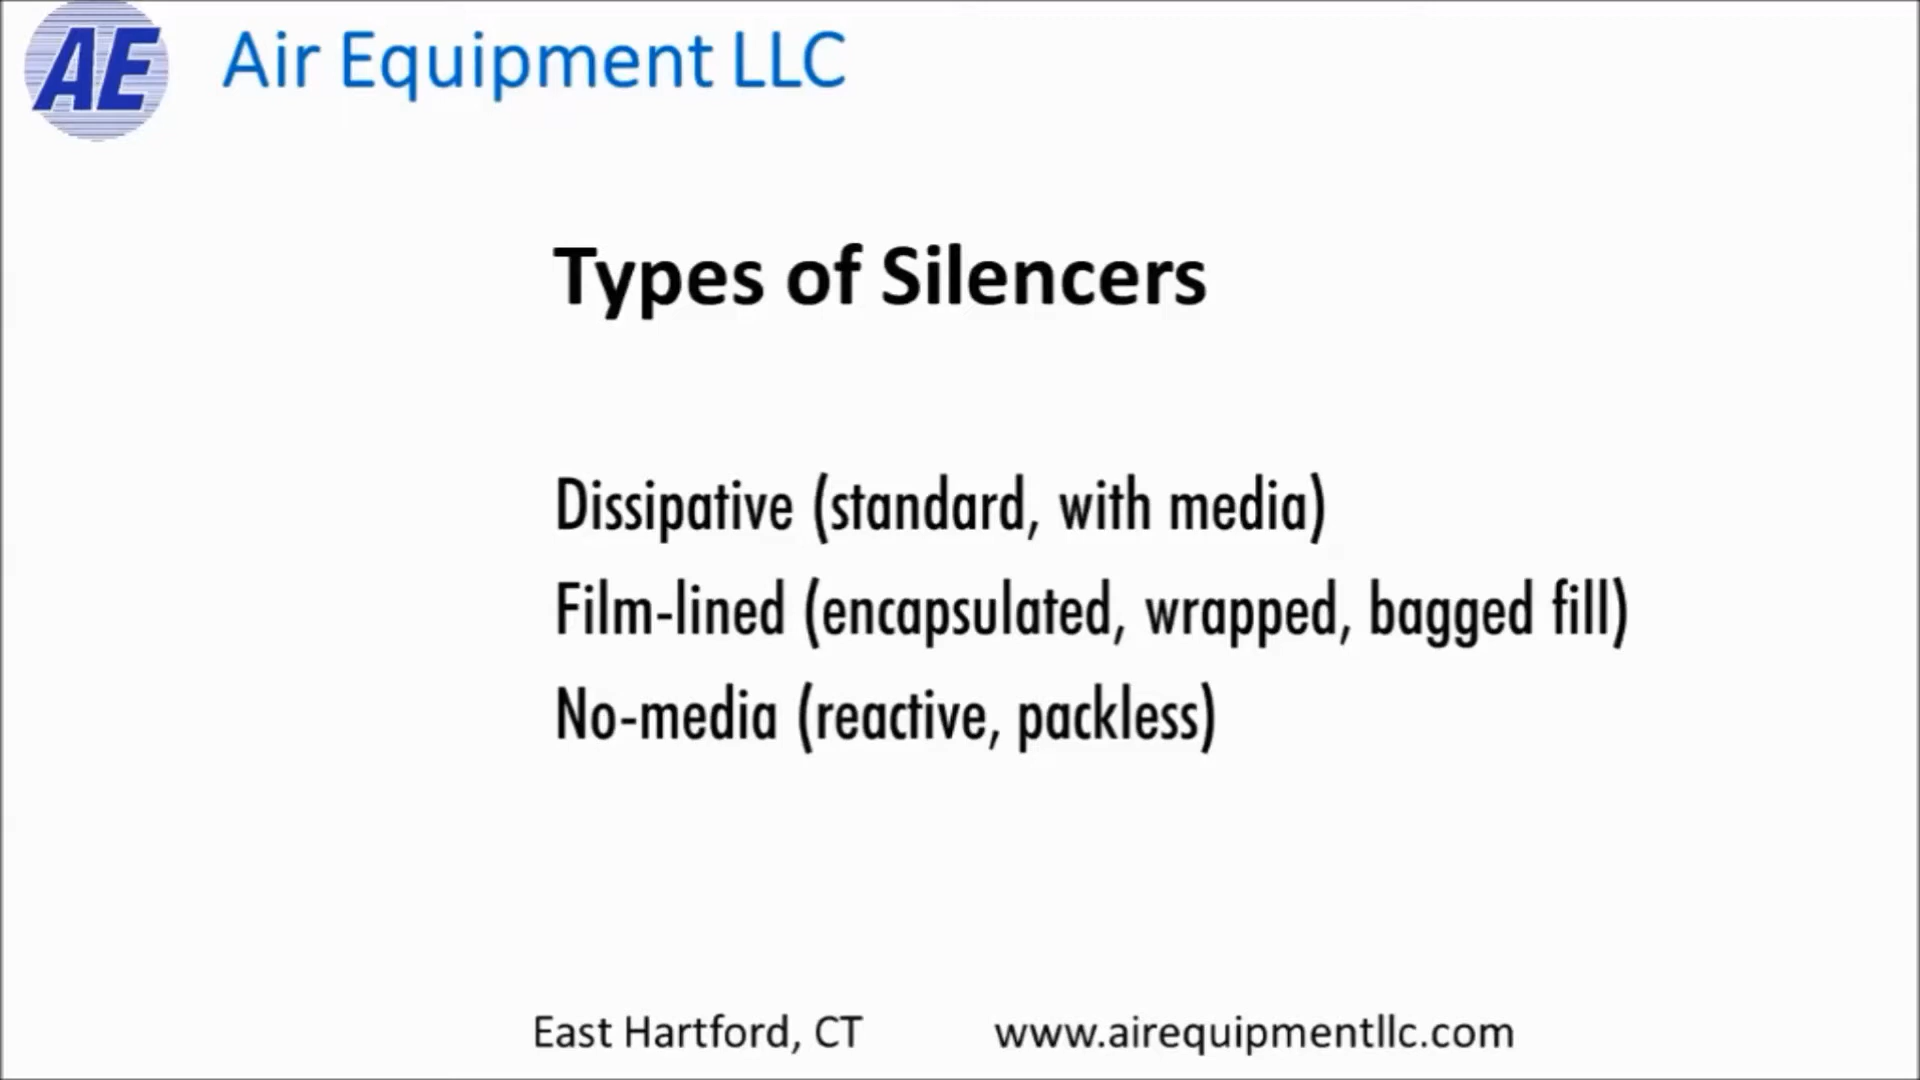 AE Air Equipment LLC
Types of Silencers
Dissipative (standard, with media)
Film-lined (encapsulated, wrapped, bagged fill)
No-media (reactive, packless)
East Hartford, CT www.airequipmentllc.com